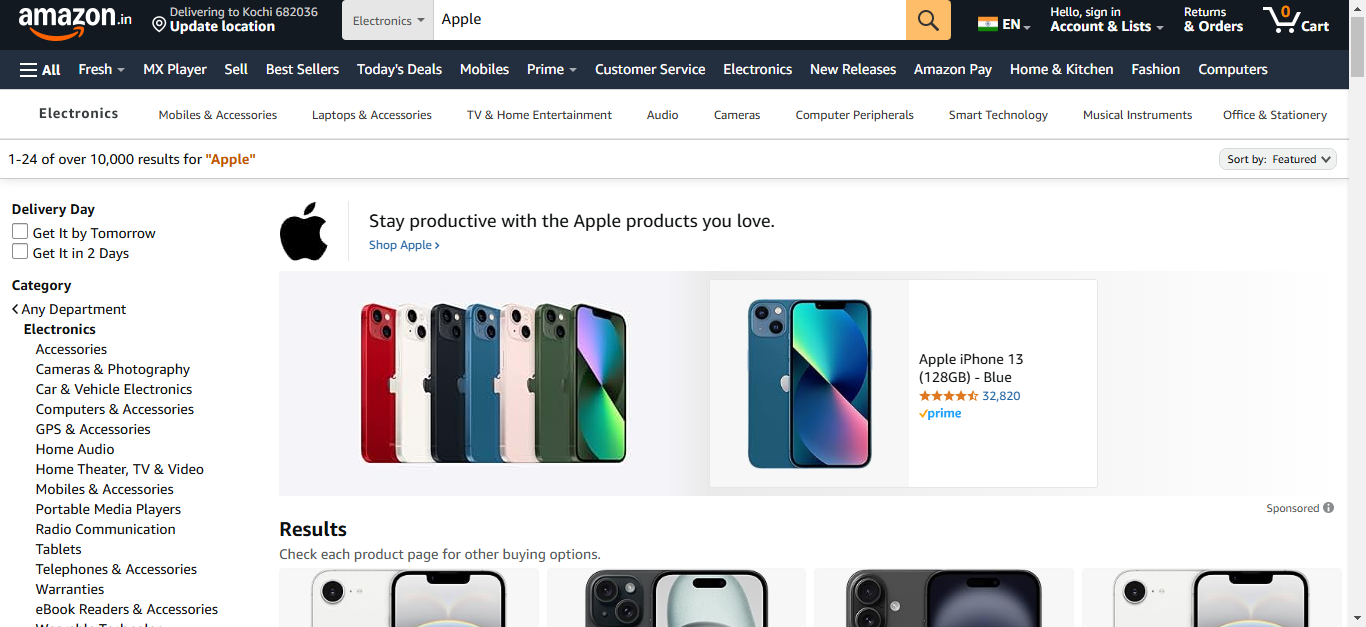 amazon.in
Delivering to Kochi 682036
Update location
Electronics
Apple
EN
Hello, sign in
Account & Lists
Returns
& Orders
0
Cart
All
Fresh
MX Player
Sell
Best Sellers
Today's Deals
Mobiles
Prime
Customer Service
Electronics
New Releases
Amazon Pay
Home & Kitchen
Fashion
Computers
Electronics
Mobiles & Accessories
Laptops & Accessories
TV & Home Entertainment
Audio
Cameras
Computer Peripherals
Smart Technology
Musical Instruments
Office & Stationery
1-24 of over 10,000 results for "Apple"
Sort by: Featured
Delivery Day
Get It by Tomorrow
Get It in 2 Days
Category
Any Department
Electronics
Accessories
Cameras & Photography
Car & Vehicle Electronics
Computers & Accessories
GPS & Accessories
Home Audio
Home Theater, TV & Video
Mobiles & Accessories
Portable Media Players
Radio Communication
Tablets
Telephones & Accessories
Warranties
eBook Readers & Accessories
Stay productive with the Apple products you love.
Shop Apple ›
Apple iPhone 13
(128GB) - Blue
32,820
prime
Sponsored
Results
Check each product page for other buying options.